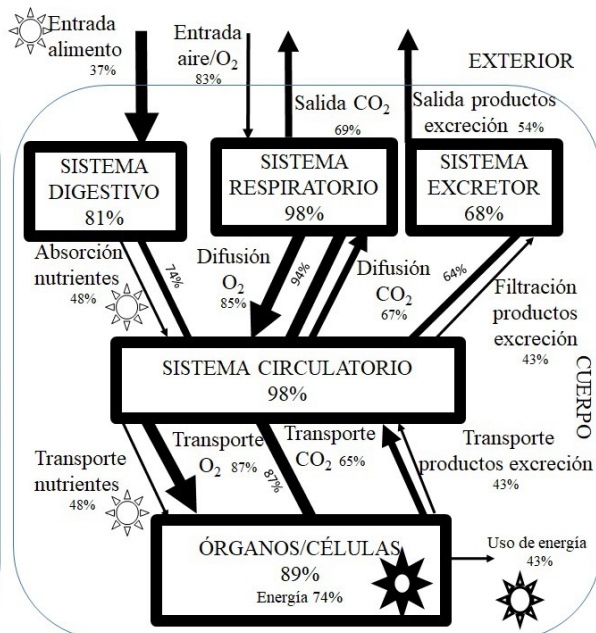 Entrada
alimento
37%
Entrada
aire/O₂
83%
EXTERIOR
Salida CO₂
69%
Salida productos
excreción 54%
SISTEMA
DIGESTIVO
81%
SISTEMA
RESPIRATORIO
98%
SISTEMA
EXCRETOR
68%
Absorción
nutrientes
48%
74%
Difusión
O₂
85%
94%
Difusión
CO₂
67%
64%
Filtración
productos
excreción
43%
SISTEMA CIRCULATORIO
98%
CUERPO
Transporte
nutrientes
48%
Transporte
O₂ 87%
87%
Transporte
CO₂ 65%
Transporte
productos excreción
43%
ÓRGANOS/CÉLULAS
89%
Energía 74%
Uso de energía
43%